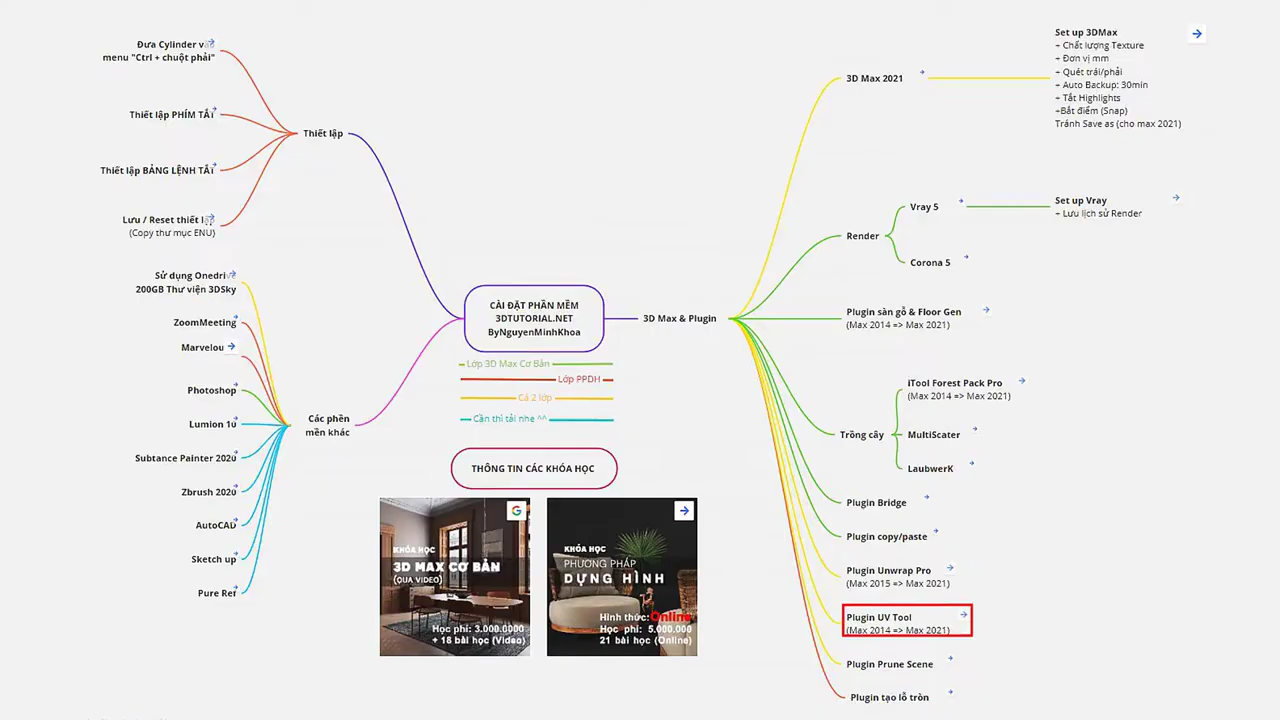 Đưa Cylinder
menu "Ctrl + chuột phải"
Thiết lập PHÍM TẮT
Thiết lập BẢNG LỆNH TẮT
Lưu / Reset thiết
(Copy thư mục ENU)
Thiết lập
Sử dụng Onedrive
200GB Thư viện 3DSky
ZoomMeeting
Marvelou
Photoshop
Lumion 10
Subtance Painter 2020
Zbrush 2020
AutoCAD
Sketch up
Pure Ref
Các phần
mền khác
CÀI ĐẶT PHẦN MỀM
3DTUTORIAL.NET
ByNguyenMinhKhoa
Lớp 3D Max Cơ Bản
Lớp PPDH
Cả 2 lớp
Cần thì tải nhe ^^
THÔNG TIN CÁC KHÓA HỌC
KHÓA HỌC
3D MAX CƠ BẢN
(QUA VIDEO)
Học phí: 3.000.0000
+ 18 bài học (Video)
KHÓA HỌC
PHƯƠNG PHÁP
DỰNG HÌNH
Hình thức: Online
Học phí: 5.000.000
21 bài học (Online)
3D Max & Plugin
3D Max 2021
Set up 3DMax
+ Chất lượng Texture
+ Đơn vị mm
+ Quét trái/phải
+ Auto Backup: 30min
+ Tắt Highlights
+Bắt điểm (Snap)
Tránh Save as (cho max 2021)
Render
Vray 5
Set up Vray
+ Lưu lịch sử Render
Corona 5
Plugin sàn gỗ & Floor Gen
(Max 2014 => Max 2021)
Trồng cây
iTool Forest Pack Pro
(Max 2014 => Max 2021)
MultiScater
LaubwerK
Plugin Bridge
Plugin copy/paste
Plugin Unwrap Pro
(Max 2015 => Max 2021)
Plugin UV Tool
(Max 2014 => Max 2021)
Plugin Prune Scene
Plugin tạo lỗ tròn